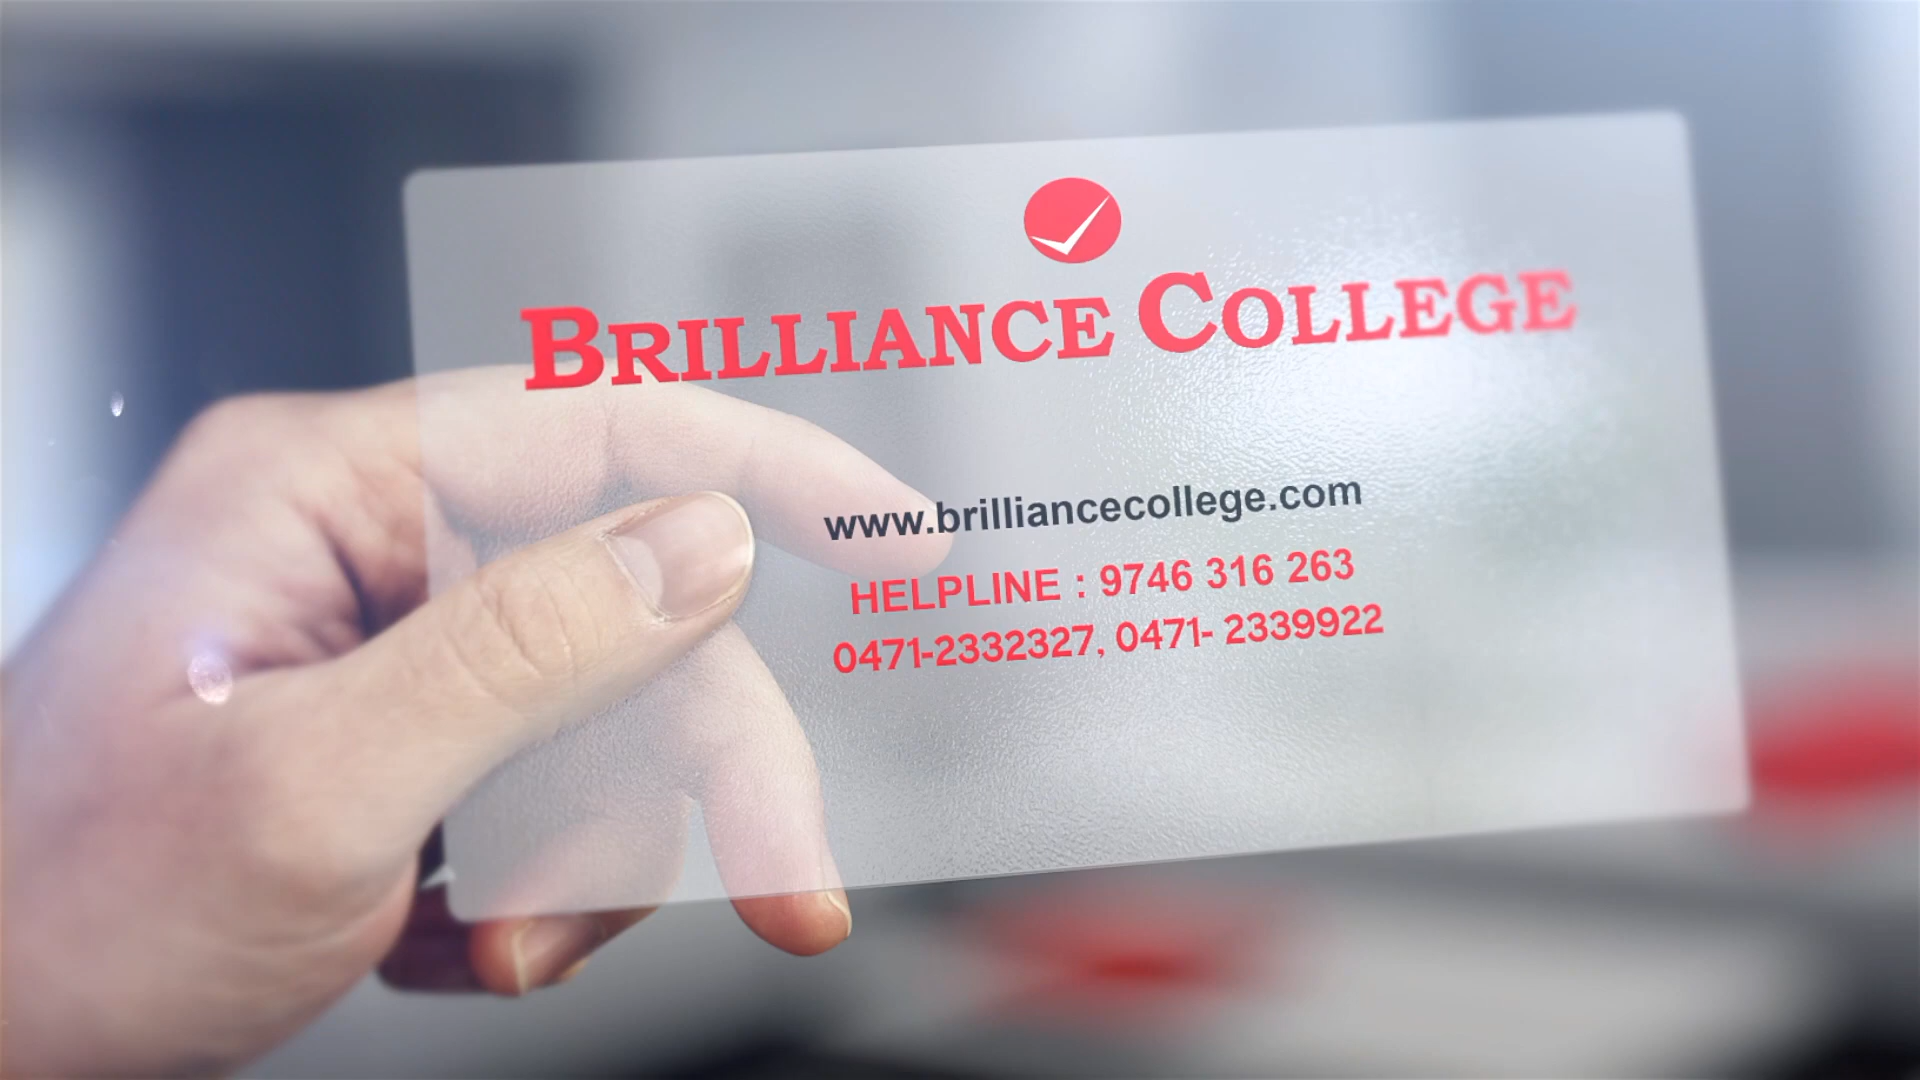 BRILLIANCE COLLEGE
www.brilliancecollege.com
HELPLINE : 9746 316 263
0471-2332327, 0471- 2339922